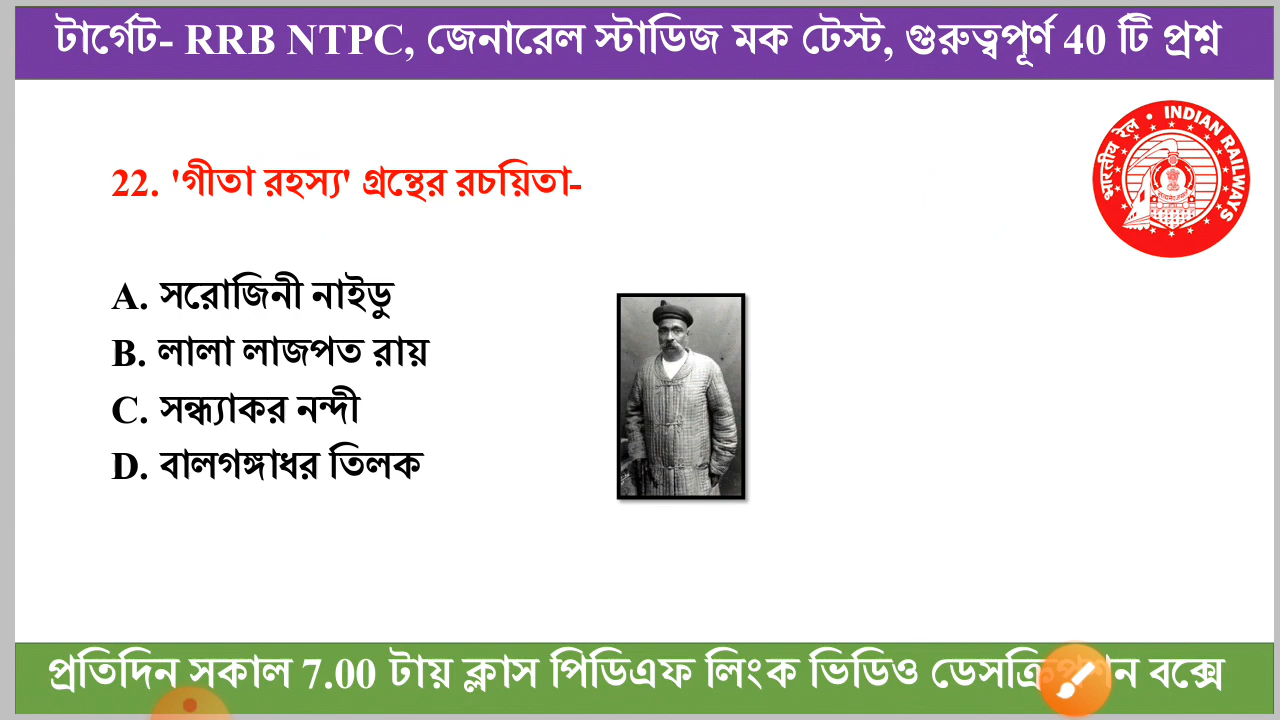 টার্গেট- RRB NTPC, জেনারেল স্টাডিজ মক টেস্ট, গুরুত্বপূর্ণ 40 টি প্রশ্ন
भारतीय रेल • INDIAN RAILWAYS
22. 'গীতা রহস্য' গ্রন্থের রচয়িতা-
A. সরোজিনী নাইডু
B. লালা লাজপত রায়
C. সন্ধ্যাকর নন্দী
D. বালগঙ্গাধর তিলক
প্রতিদিন সকাল 7.00 টায় ক্লাস পিডিএফ লিংক ভিডিও বক্সে